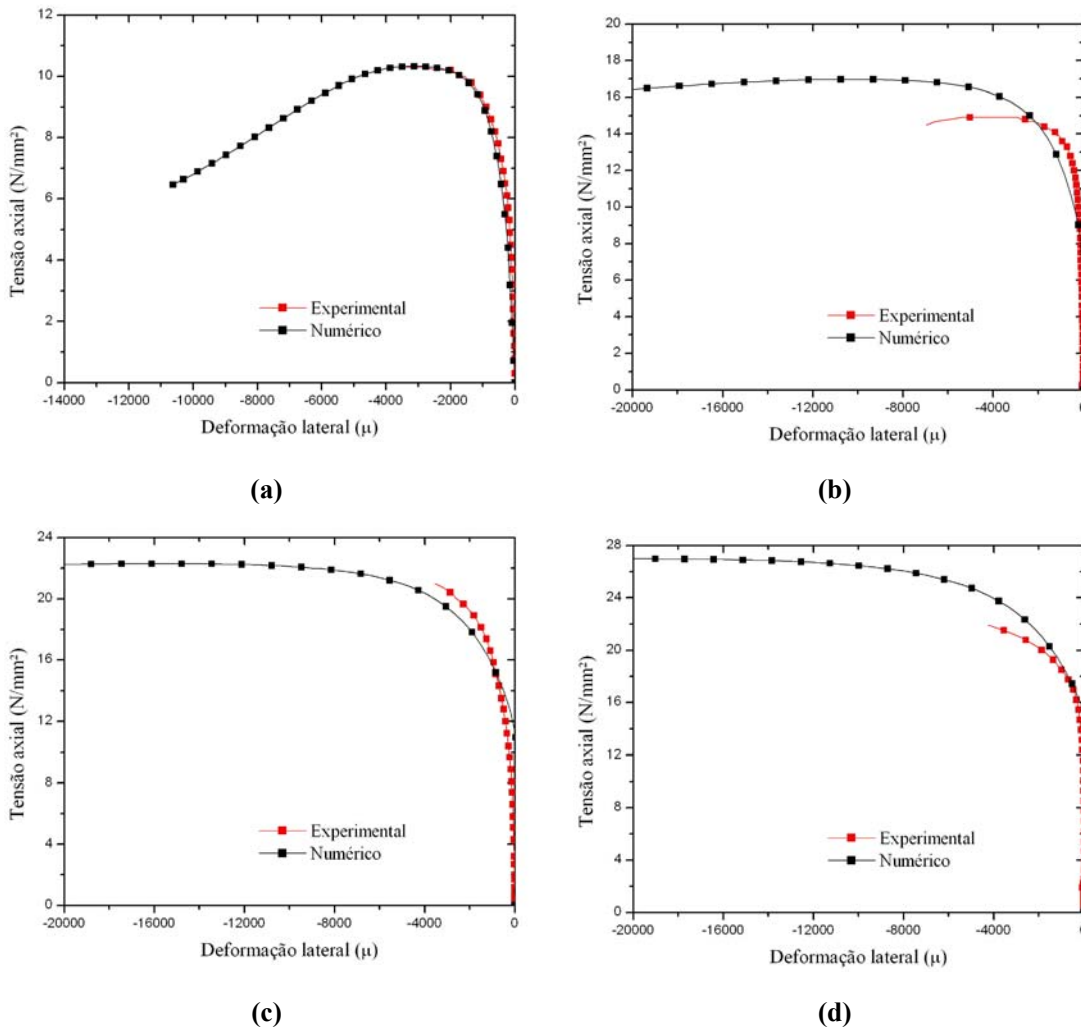 12
10
8
6
4
2
0
Tensão axial (N/mm²)
Experimental
Numérico
-14000 -12000 -10000 -8000 -6000 -4000 -2000 0
Deformação lateral (μ)
(a)
20
18
16
14
12
10
8
6
4
2
0
Tensão axial (N/mm²)
Experimental
Numérico
-20000 -16000 -12000 -8000 -4000
Deformação lateral (μ)
(b)
24
20
16
12
8
4
0
Tensão axial (N/mm²)
Experimental
Numérico
-20000 -16000 -12000 -8000 -4000 0
Deformação lateral (μ)
(c)
28
24
20
16
12
8
4
0
Tensão axial (N/mm²)
Experimental
Numérico
-20000 -16000 -12000 -8000 -4000
Deformação lateral (μ)
(d)